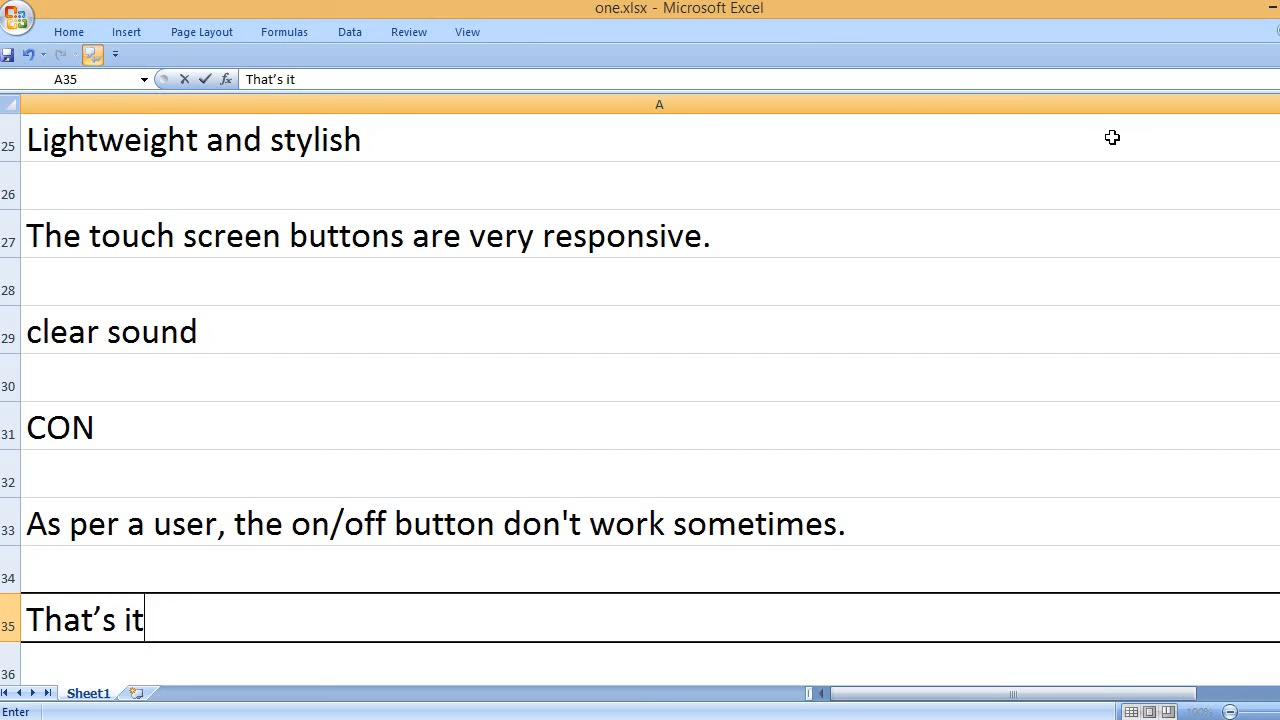 one.xlsx - Microsoft Excel
Home Insert Page Layout Formulas Data Review View
A35 fx That’s it
A
25 Lightweight and stylish
26
27 The touch screen buttons are very responsive.
28
29 clear sound
30
31 CON
32
33 As per a user, the on/off button don't work sometimes.
34
35 That’s it
36
Sheet1
Enter 100%